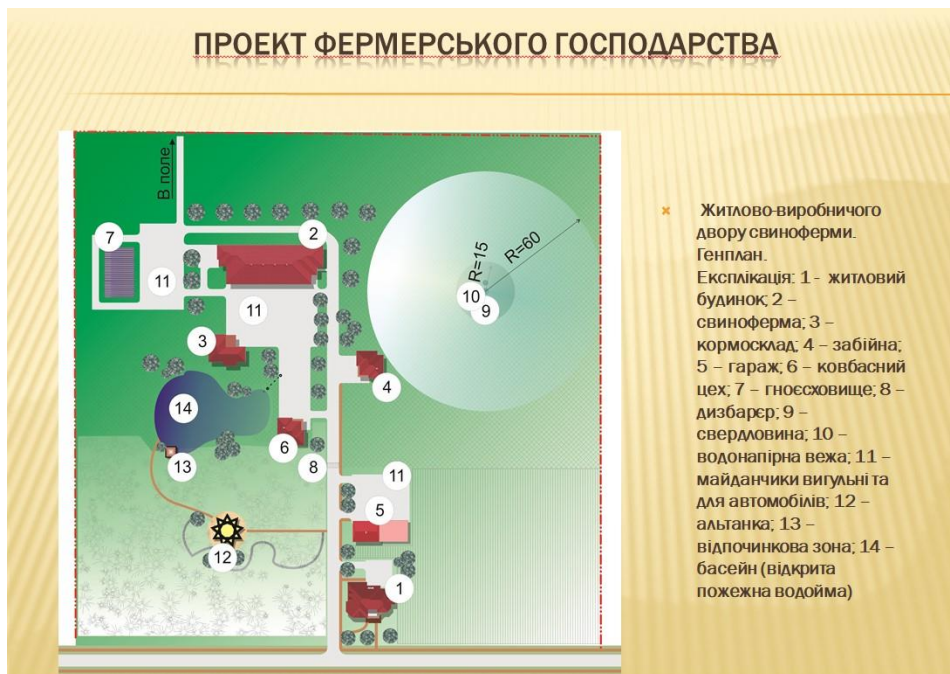 ПРОЕКТ ФЕРМЕРСЬКОГО ГОСПОДАРСТВА
В поле
7
2
11
11
R=15
R=60
10
9
3
4
14
6
13
8
11
5
12
1
Житлово-виробничого
двору свиноферми.
Генплан.
Експлікація: 1 - житловий
будинок; 2 –
свиноферма; 3 –
кормосклад; 4 – забійна;
5 – гараж; 6 – ковбасний
цех; 7 – гноєсховище; 8 –
дизбарєр; 9 –
свердловина; 10 –
водонапірна вежа; 11 –
майданчики вигульні та
для автомобілів; 12 –
альтанка; 13 –
відпочинкова зона; 14 –
басейн (відкрита
пожежна водойма)